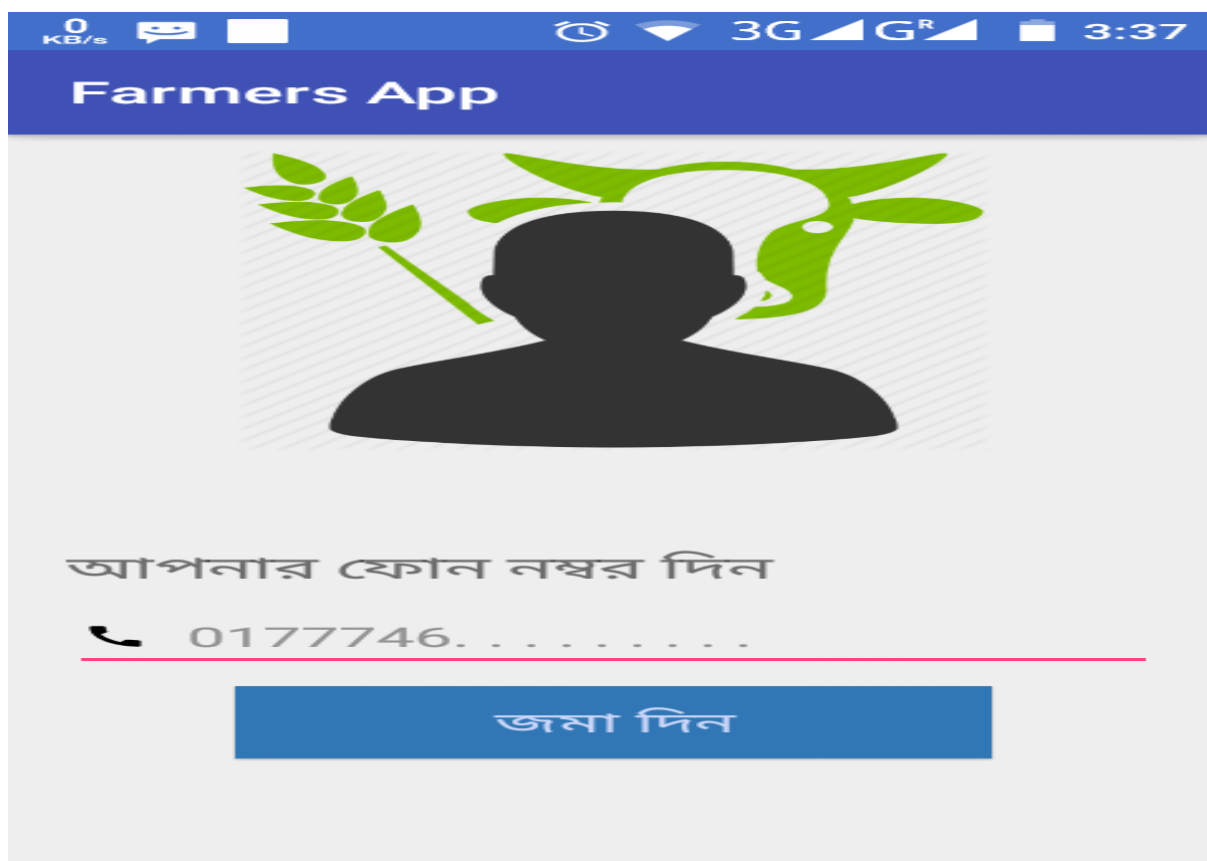 0
KB/s 3G G R 3:37
Farmers App
আপনার ফোন নম্বর দিন
0177746. . . . . . . . .
জমা দিন